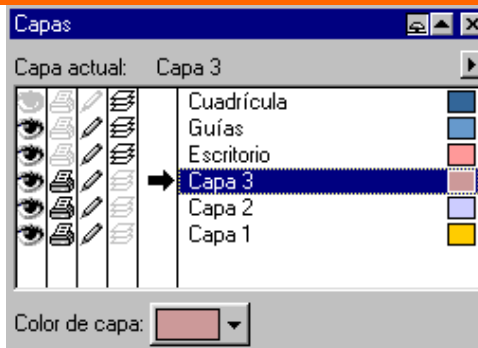 Capas
Capa actual: Capa 3
Cuadrícula
Guías
Escritorio
Capa 3
Capa 2
Capa 1
Color de capa: